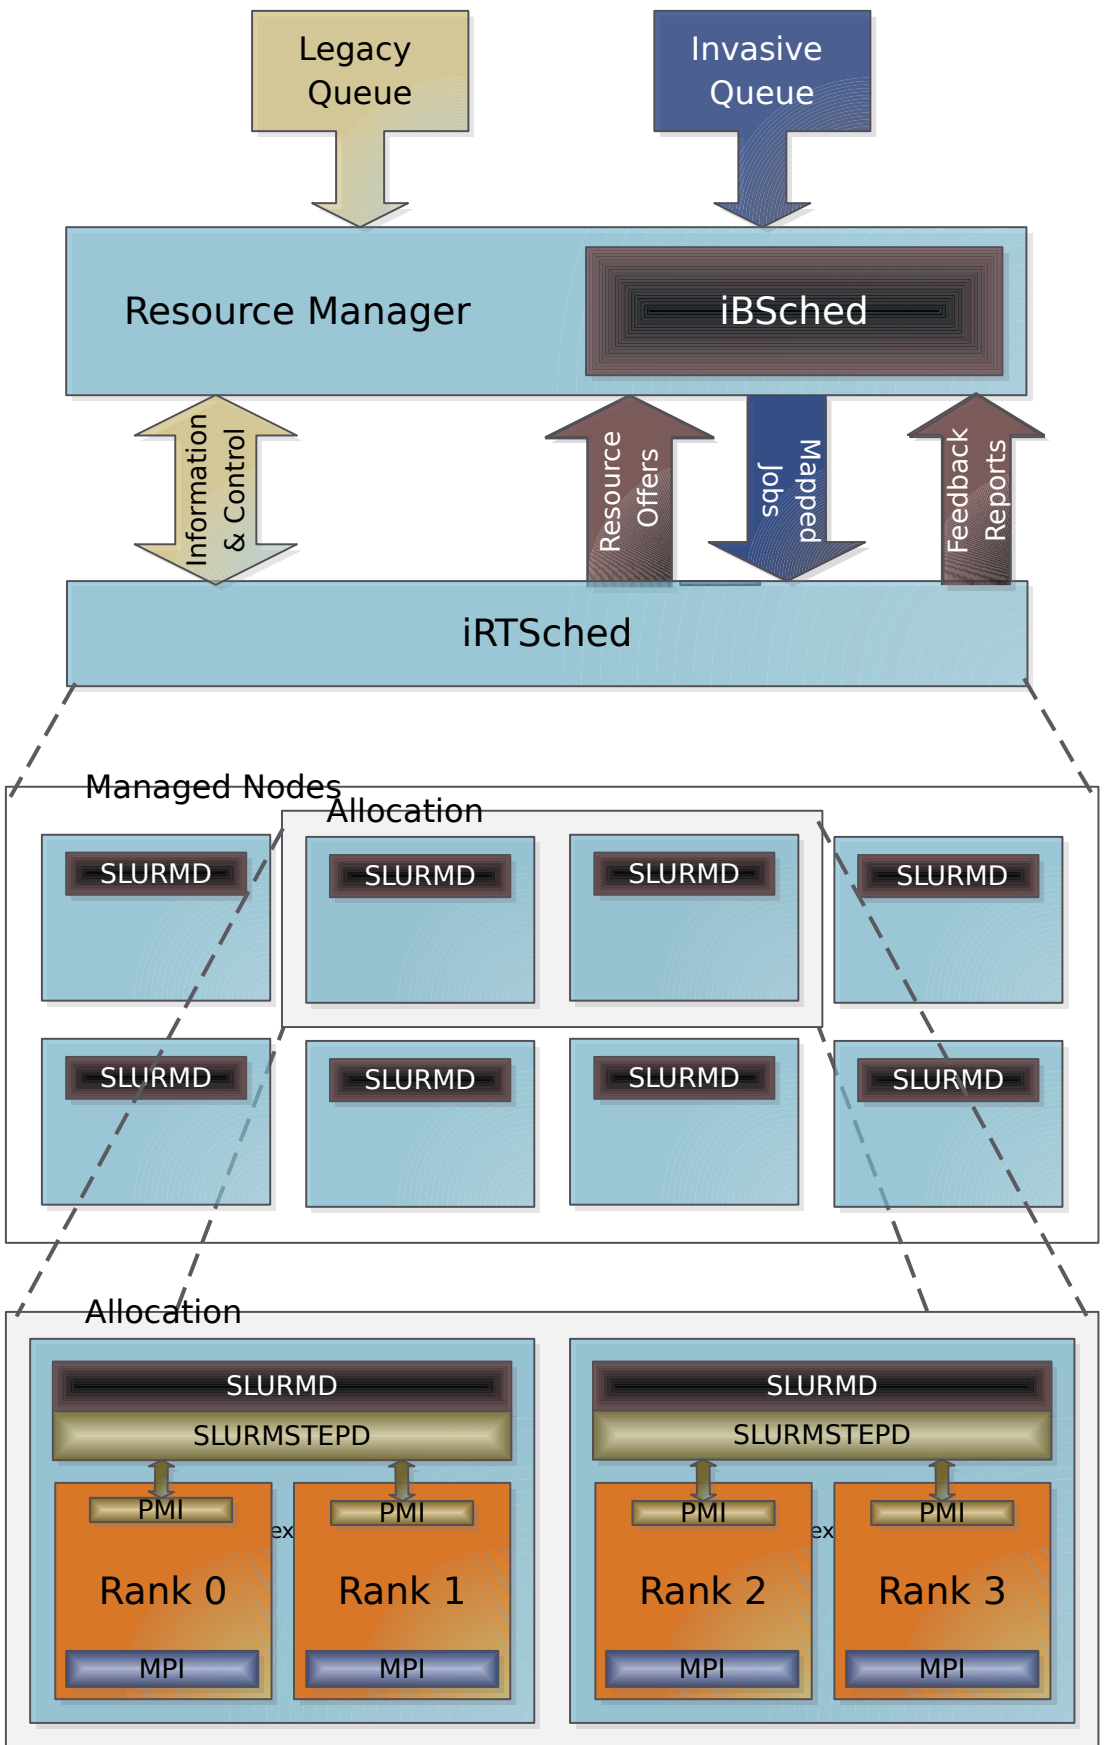 Legacy
Queue
Invasive
Queue
Resource Manager
iBSched
Information
& Control
Resource
Offers
Mapped
Jobs
Feedback
Reports
iRTSched
Managed Nodes
Allocation
SLURMD
SLURMD
SLURMD
SLURMD
SLURMD
SLURMD
SLURMD
SLURMD
Allocation
SLURMD
SLURMD
SLURMSTEPD
SLURMSTEPD
PMI
PMI
PMI
PMI
ex
ex
Rank 0
Rank 1
Rank 2
Rank 3
MPI
MPI
MPI
MPI